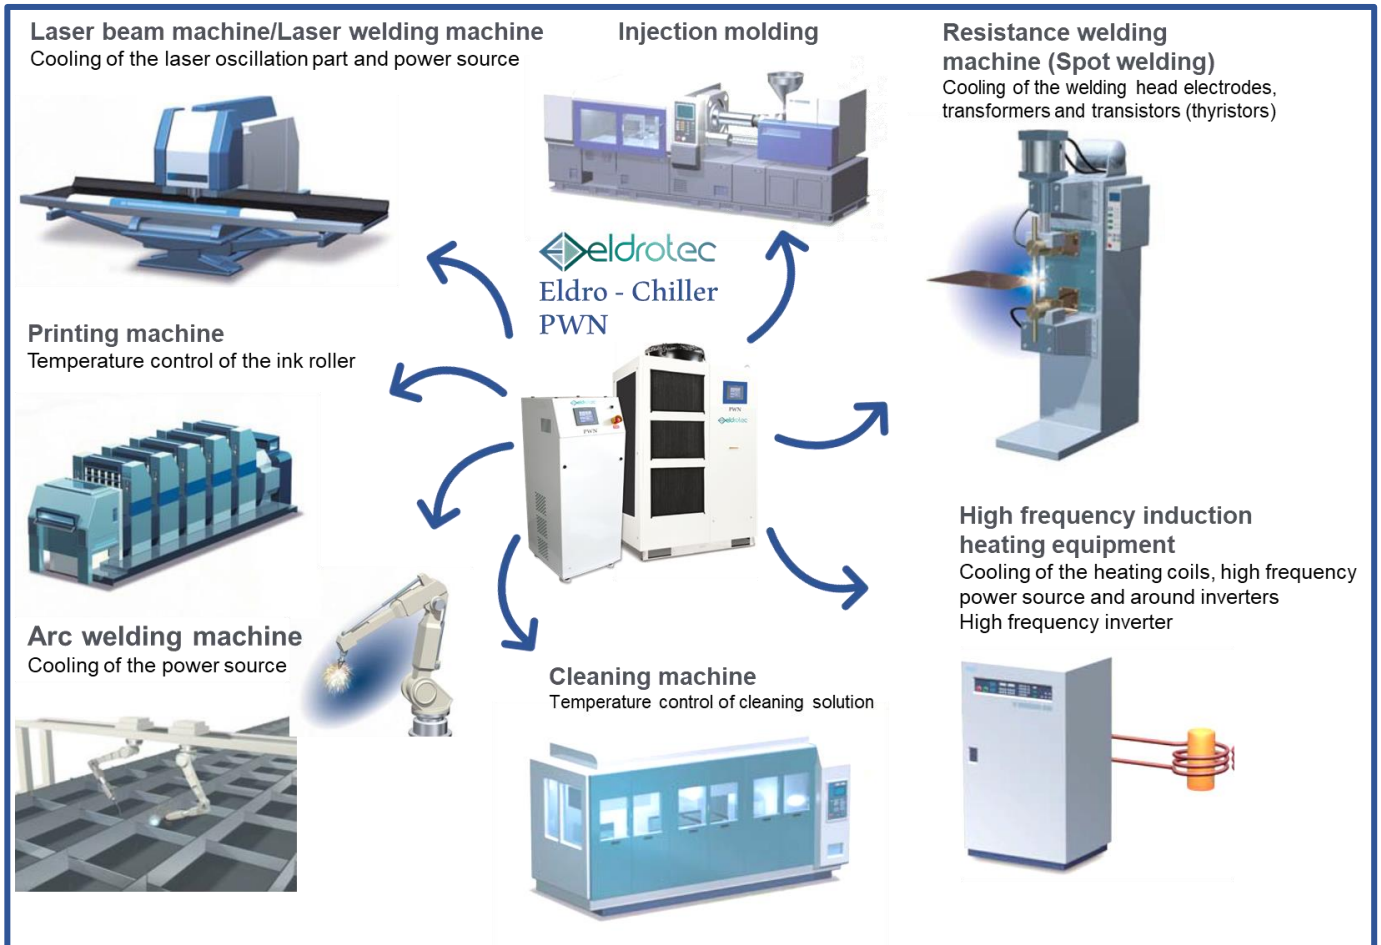 Laser beam machine/Laser welding machine
Cooling of the laser oscillation part and power source
Injection molding
Resistance welding
machine (Spot welding)
Cooling of the welding head electrodes,
transformers and transistors (thyristors)
eldrotec
Eldro - Chiller
PWN
Printing machine
Temperature control of the ink roller
PWN
eldrotec
eldrotec
PWN
High frequency induction
heating equipment
Cooling of the heating coils, high frequency
power source and around inverters
High frequency inverter
Arc welding machine
Cooling of the power source
Cleaning machine
Temperature control of cleaning solution